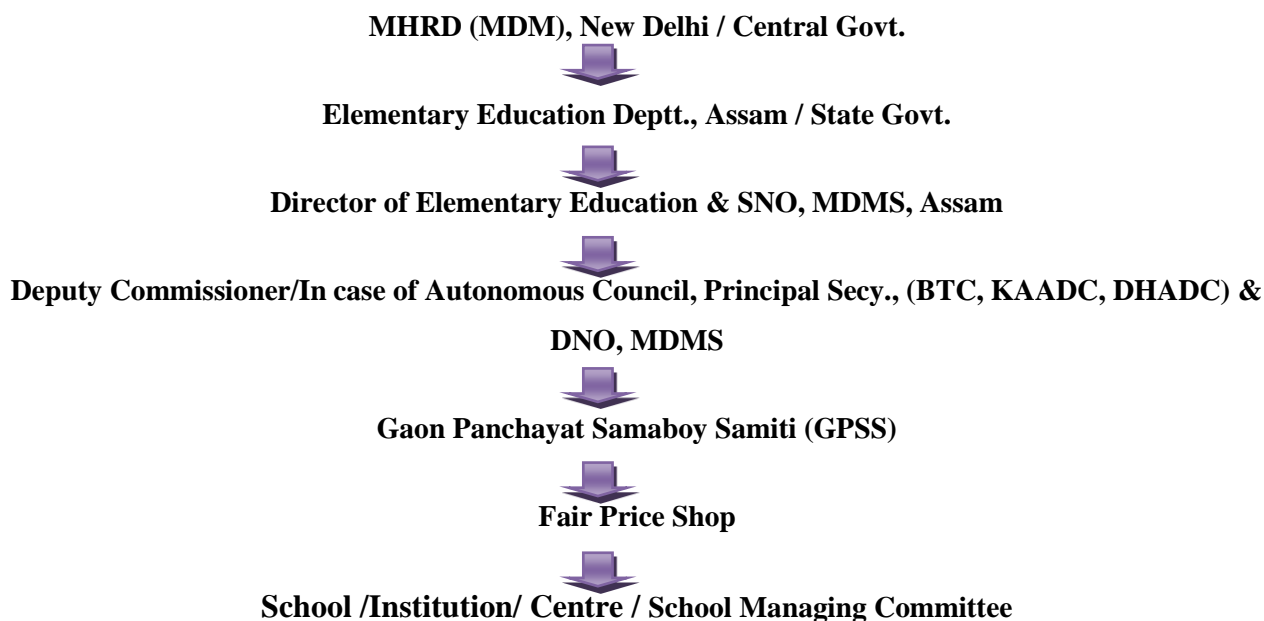 MHRD (MDM), New Delhi / Central Govt.
Elementary Education Deptt., Assam / State Govt.
Director of Elementary Education & SNO, MDMS, Assam
Deputy Commissioner/In case of Autonomous Council, Principal Secy., (BTC, KAADC, DHADC) &
DNO, MDMS
Gaon Panchayat Samaboy Samiti (GPSS)
Fair Price Shop
School /Institution/ Centre / School Managing Committee